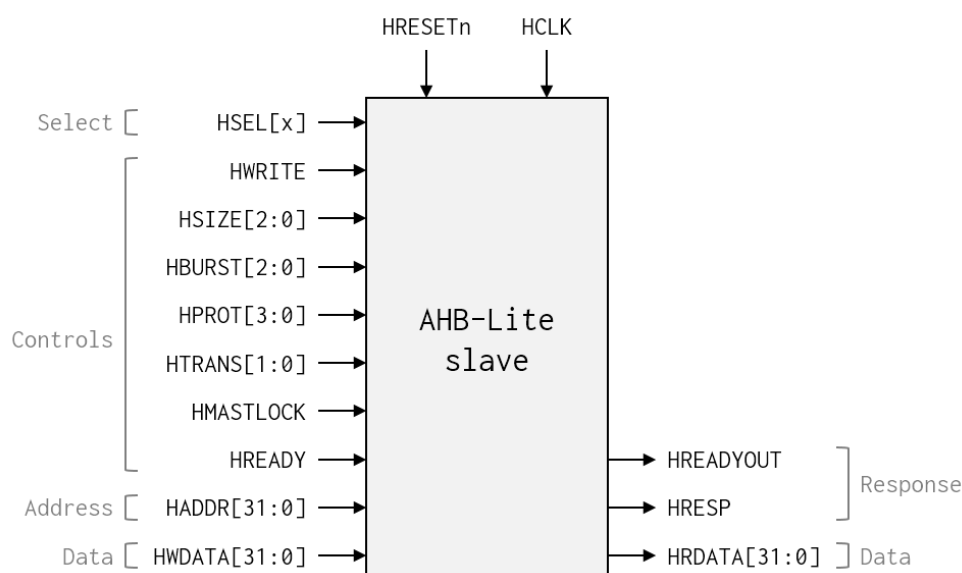 HRESETn HCLK
Select HSEL[x]
HWRITE
HSIZE[2:0]
HBURST[2:0]
HPROT[3:0]
Controls
HTRANS[1:0]
HMASTLOCK
HREADY
Address HADDR[31:0]
Data HWDATA[31:0]
AHB-Lite
slave
HREADYOUT
Response
HRESP
HRDATA[31:0] Data